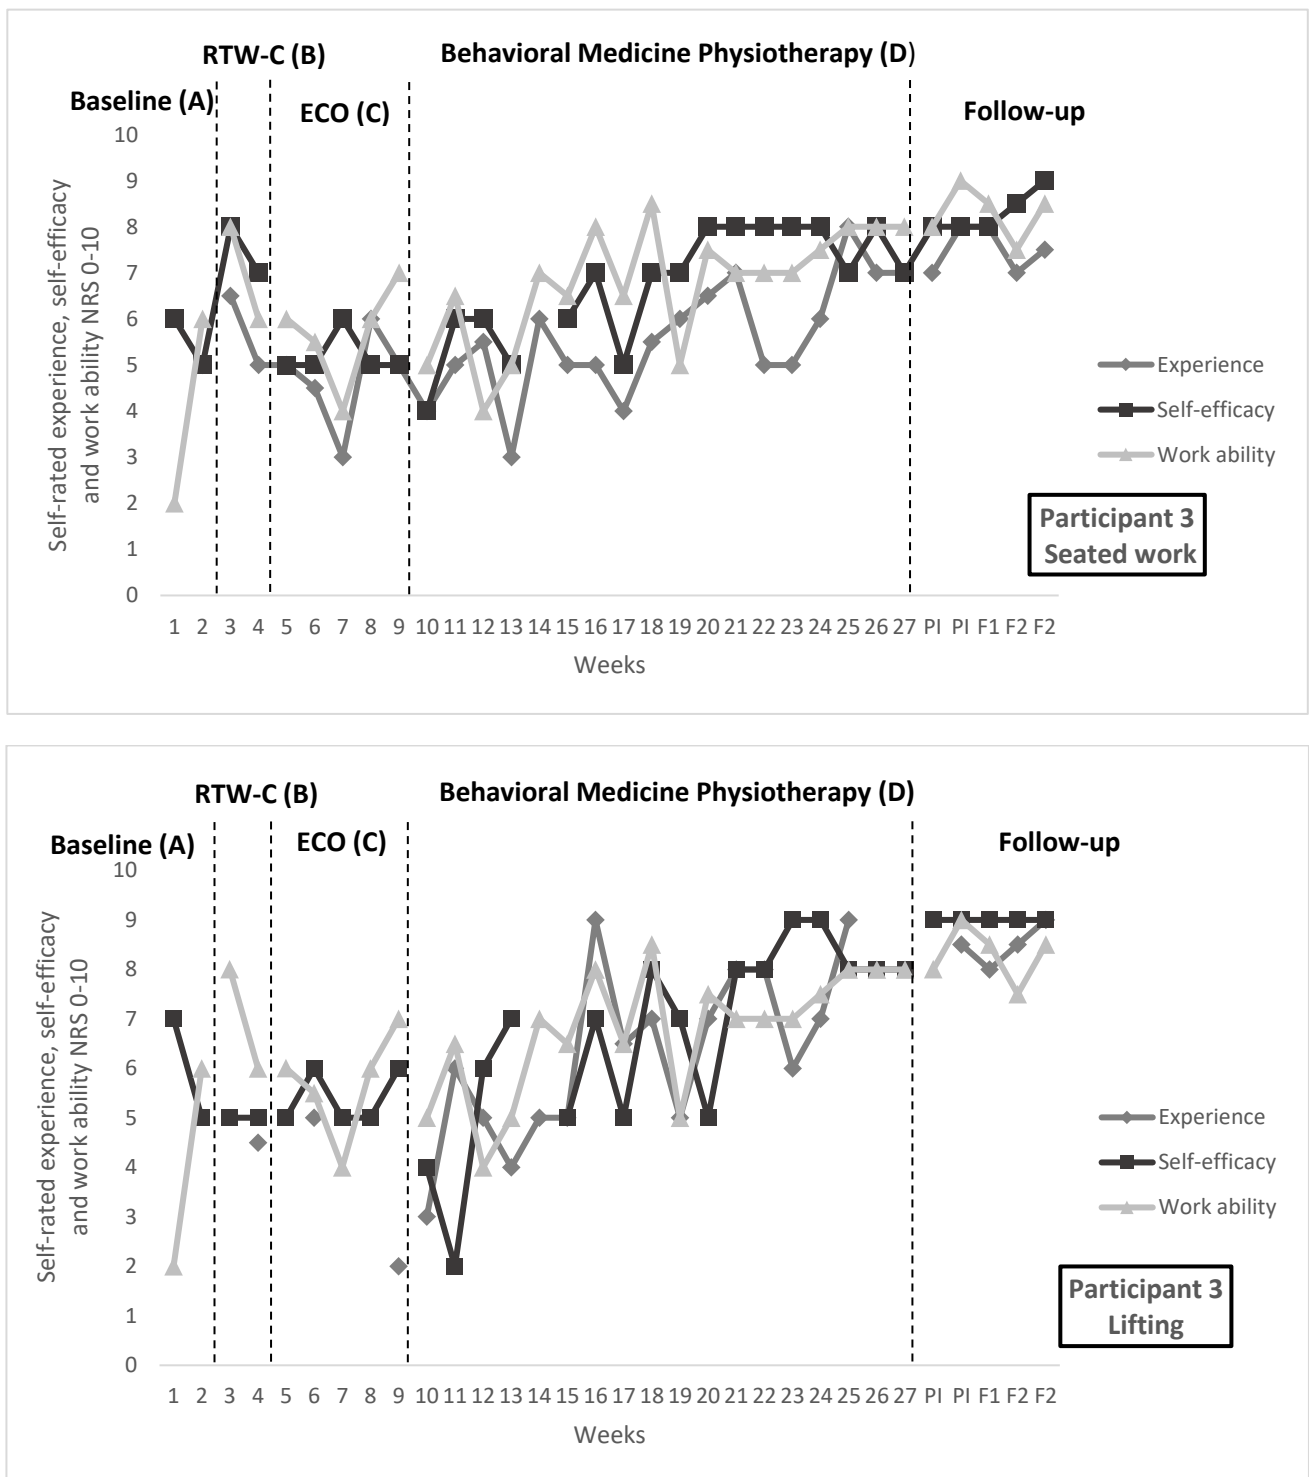 RTW-C (B)
Behavioral Medicine Physiotherapy (D)
Baseline (A)
ECO (C)
Follow-up
10
9
8
7
6
5
4
3
2
1
0
Self-rated experience, self-efficacy
and work ability NRS 0-10
Experience
Self-efficacy
Work ability
Participant 3
Seated work
1 2 3 4 5 6 7 8 9 10 11 12 13 14 15 16 17 18 19 20 21 22 23 24 25 26 27 PI PI F1 F2 F2
Weeks
RTW-C (B)
Behavioral Medicine Physiotherapy (D)
Baseline (A)
ECO (C)
Follow-up
10
9
8
7
6
5
4
3
2
1
0
Self-rated experience, self-efficacy
and work ability NRS 0-10
Experience
Self-efficacy
Work ability
Participant 3
Lifting
1 2 3 4 5 6 7 8 9 10 11 12 13 14 15 16 17 18 19 20 21 22 23 24 25 26 27 PI PI F1 F2 F2
Weeks